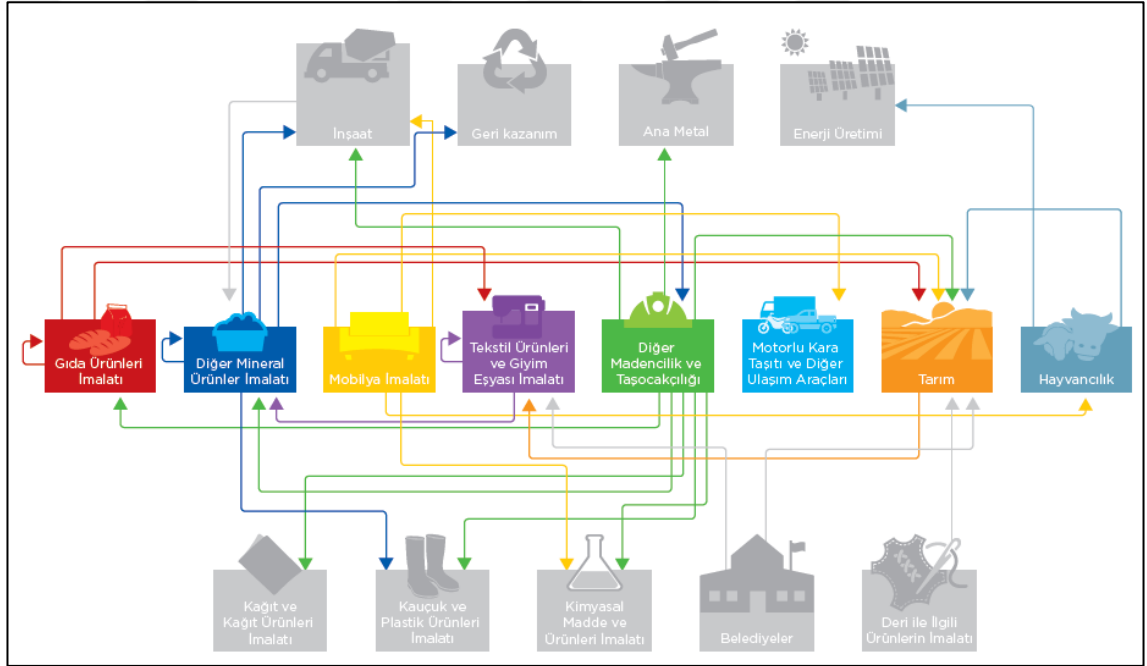 İnşaat
Geri kazanım
Ana Metal
Enerji Üretimi
Gıda Ürünleri
İmalatı
Diğer Mineral
Ürünler İmalatı
Mobilya İmalatı
Tekstil Ürünleri
ve Giyim
Eşyası İmalatı
Diğer
Madencilik ve
Taşocakçılığı
Motorlu Kara
Taşıtı ve Diğer
Ulaşım Araçları
Tarım
Hayvancılık
Kağıt ve
Kağıt Ürünleri
İmalatı
Kauçuk ve
Plastik Ürünleri
İmalatı
Kimyasal
Madde ve
Ürünleri İmalatı
Belediyeler
XXX
Deri ile İlgili
Ürünlerin İmalatı